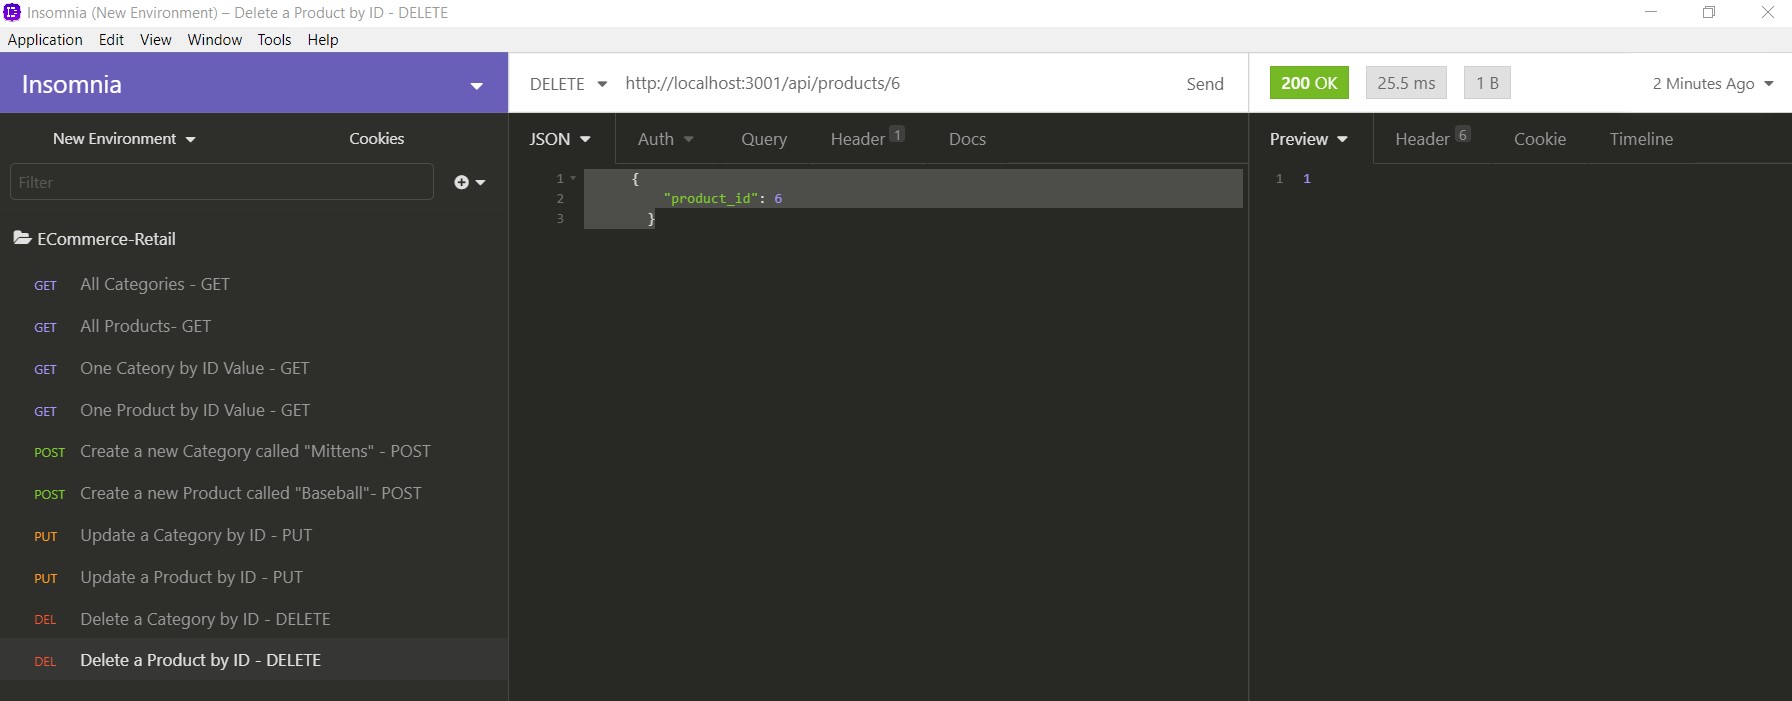 Insomnia (New Environment) – Delete a Product by ID - DELETE
Application Edit View Window Tools Help
Insomnia
DELETE http://localhost:3001/api/products/6 Send
200 OK 25.5 ms 1 B 2 Minutes Ago
New Environment Cookies
JSON Auth Query Header 1 Docs
Preview Header 6 Cookie Timeline
Filter
1 {
2 "product_id": 6
3 }
1 1
ECommerce-Retail
GET All Categories - GET
GET All Products- GET
GET One Cateory by ID Value - GET
GET One Product by ID Value - GET
POST Create a new Category called "Mittens" - POST
POST Create a new Product called "Baseball"- POST
PUT Update a Category by ID - PUT
PUT Update a Product by ID - PUT
DEL Delete a Category by ID - DELETE
DEL Delete a Product by ID - DELETE